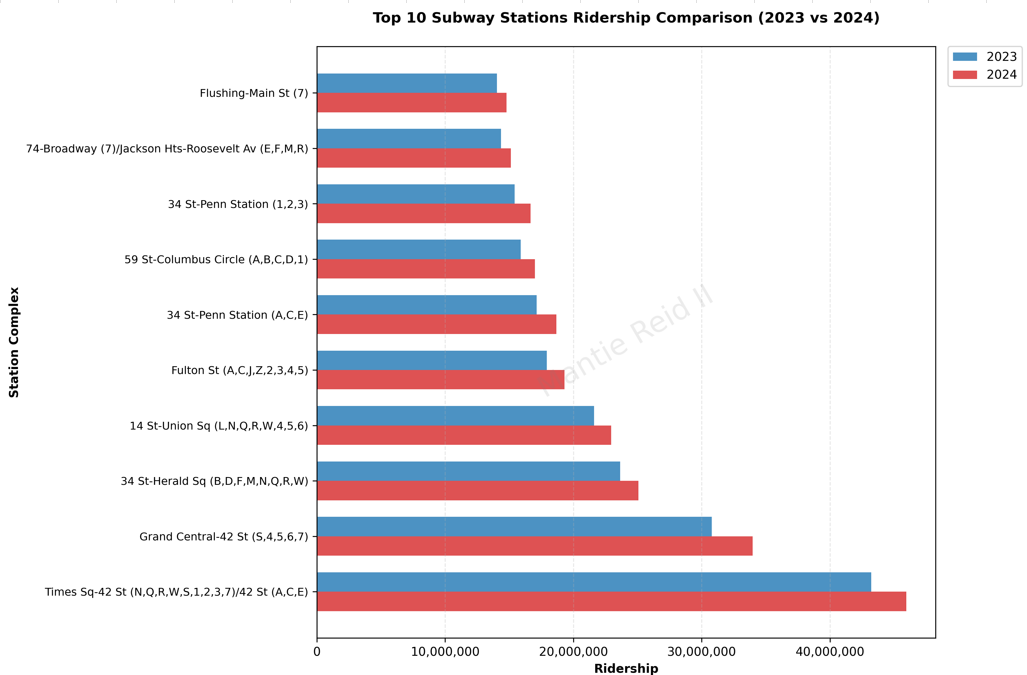 Top 10 Subway Stations Ridership Comparison (2023 vs 2024)
2023
2024
Flushing-Main St (7)
74-Broadway (7)/Jackson Hts-Roosevelt Av (E,F,M,R)
34 St-Penn Station (1,2,3)
59 St-Columbus Circle (A,B,C,D,1)
34 St-Penn Station (A,C,E)
Fulton St (A,C,J,Z,2,3,4,5)
14 St-Union Sq (L,N,Q,R,W,4,5,6)
34 St-Herald Sq (B,D,F,M,N,Q,R,W)
Grand Central-42 St (S,4,5,6,7)
Times Sq-42 St (N,Q,R,W,S,1,2,3,7)/42 St (A,C,E)
Station Complex
Reid II
0
10,000,000
20,000,000
30,000,000
40,000,000
Ridership